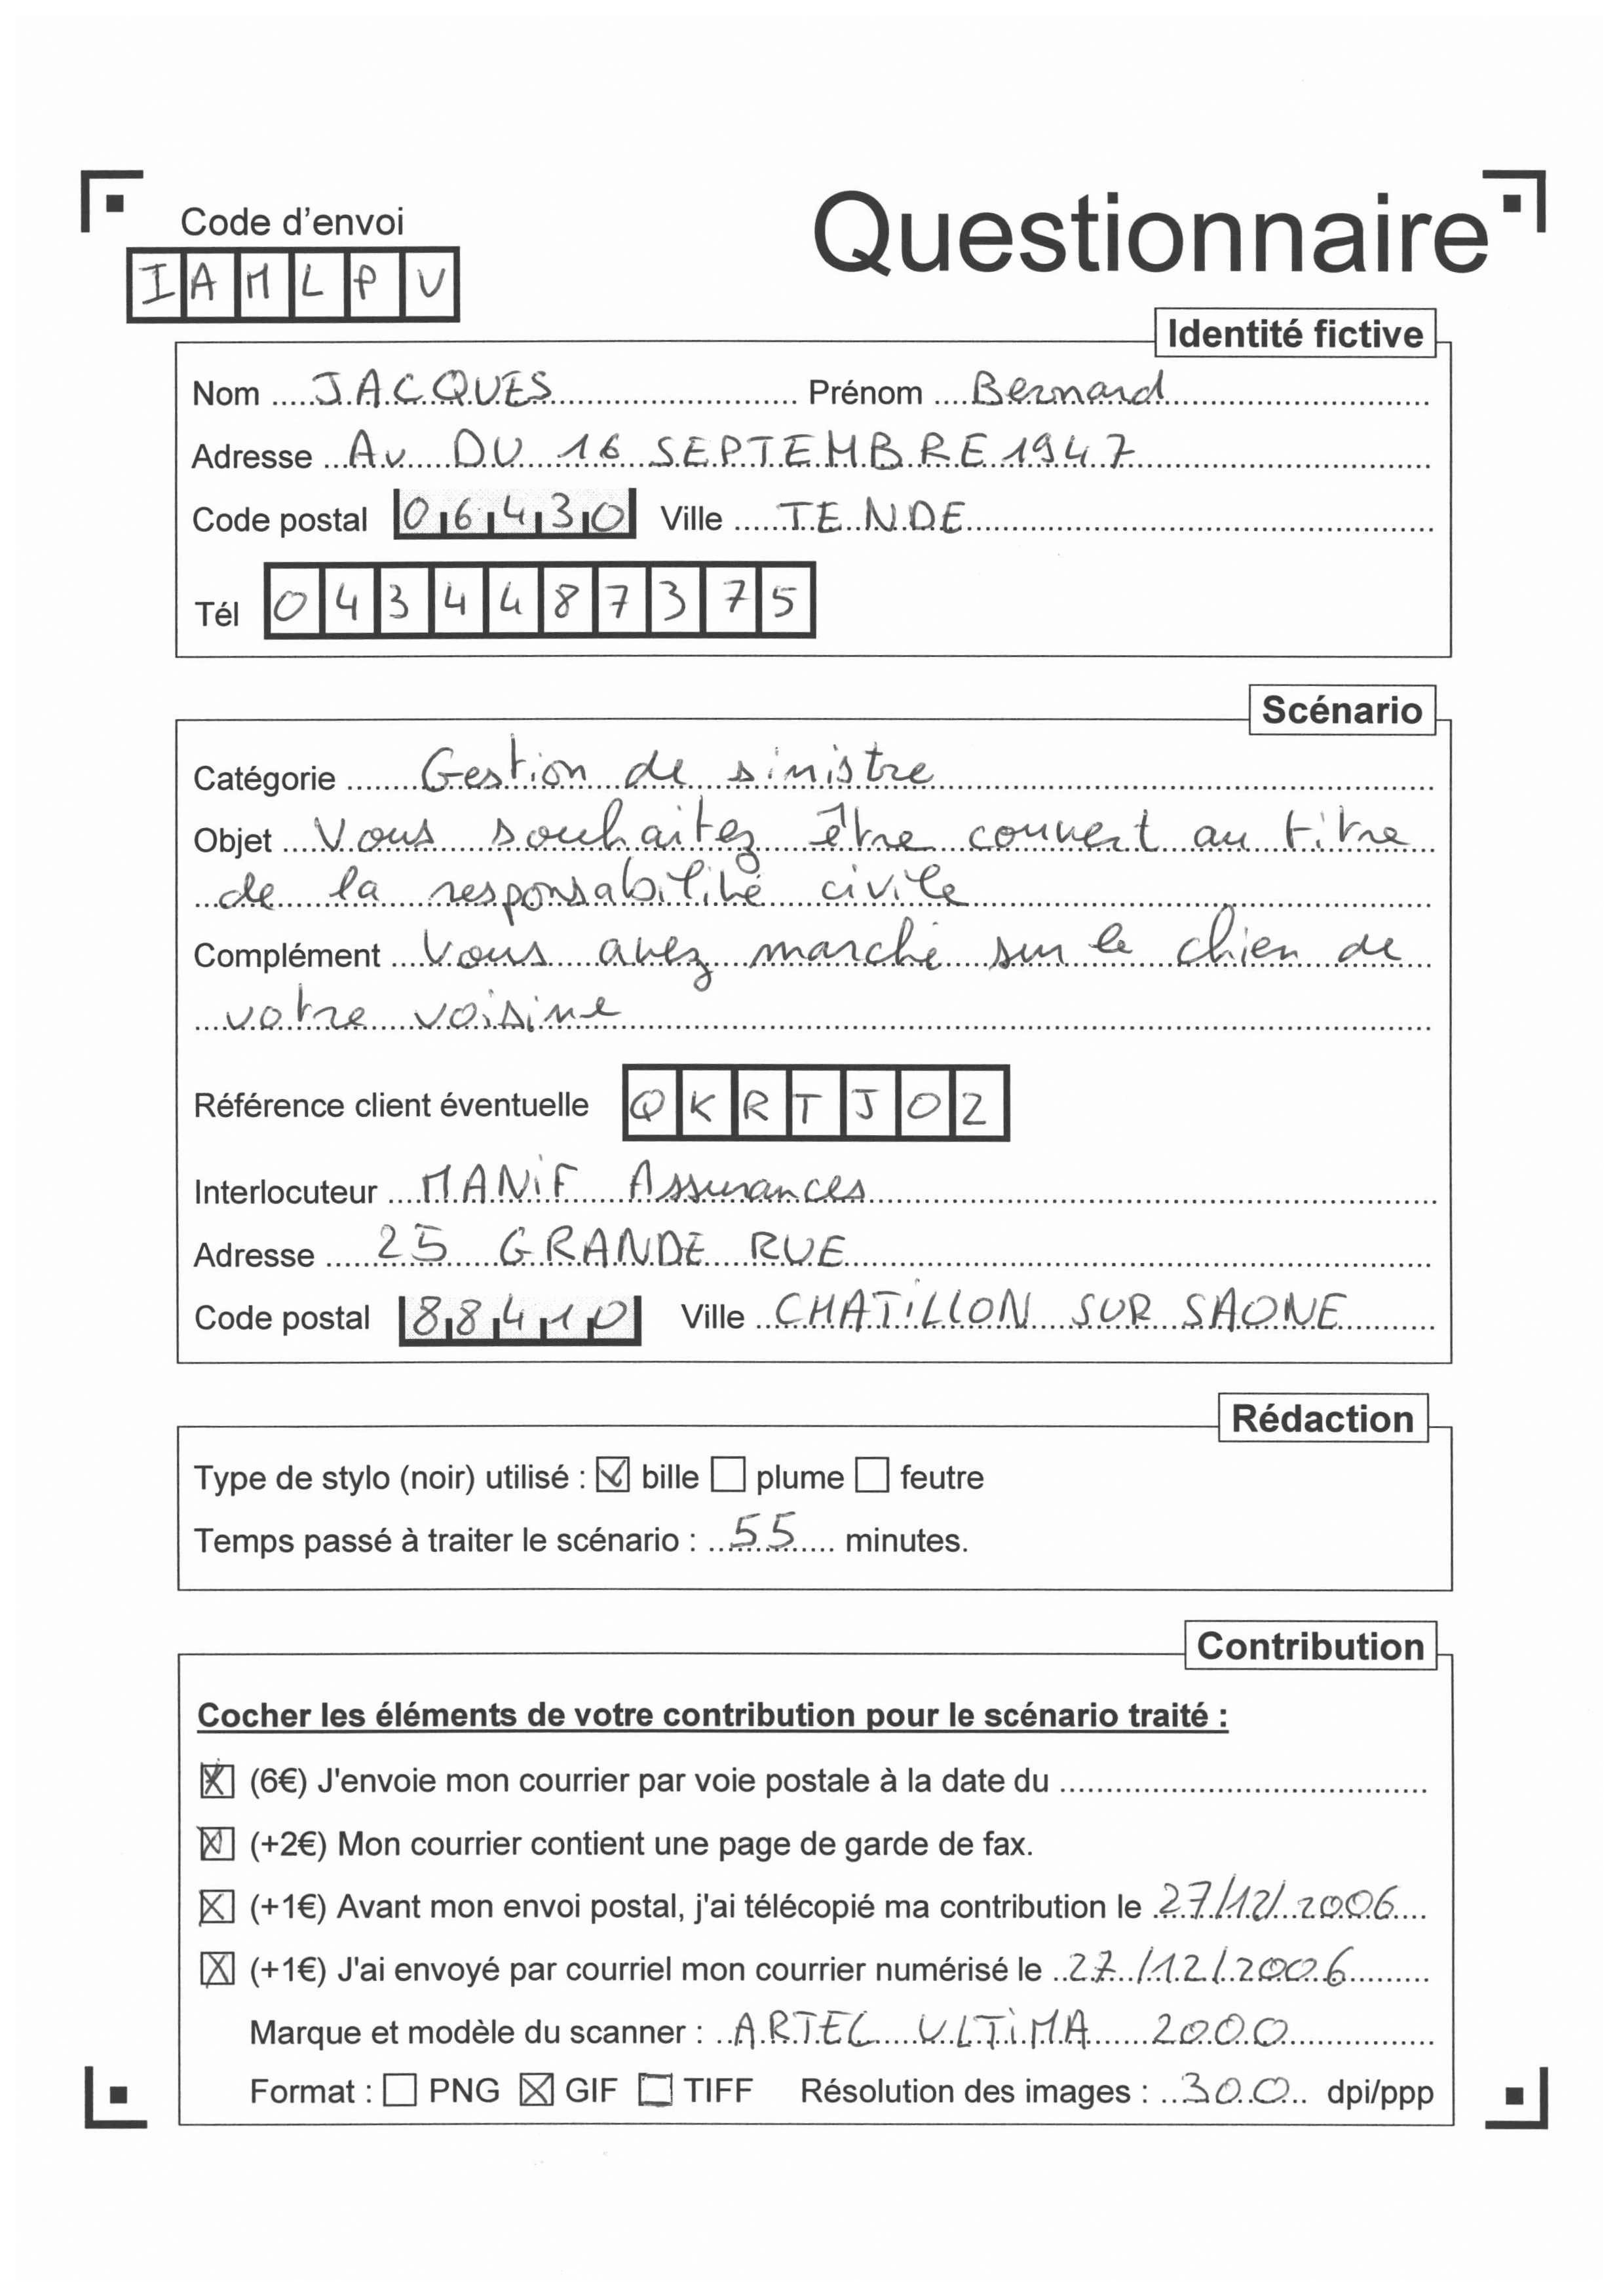 Code d'envoi
Questionnaire
I A M L P V
Identité fictive
Nom JACQUES Prénom Bernard
Adresse Av DU 16 SEPTEMBRE 1947
Code postal 06430 Ville TENDE
Tél 0434487375
Scénario
Catégorie Gestion de sinistre
Objet Vous souhaitez être couvert au titre
de la responsabilité civile
Complément Vous avez marché sur le chien de
votre voisine
Référence client éventuelle QKRTJ02
Interlocuteur MANiF Assurances
Adresse 25 GRANDE RUE
Code postal 88410 Ville CHATiLLON SUR SAONE
Rédaction
Type de stylo (noir) utilisé : ☑ bille ☐ plume ☐ feutre
Temps passé à traiter le scénario : 55 minutes.
Contribution
Cocher les éléments de votre contribution pour le scénario traité :
☒ (6€) J'envoie mon courrier par voie postale à la date du
☒ (+2€) Mon courrier contient une page de garde de fax.
☒ (+1€) Avant mon envoi postal, j'ai télécopié ma contribution le 27/12/2006
☒ (+1€) J'ai envoyé par courriel mon courrier numérisé le 27/12/2006
Marque et modèle du scanner : ARTEC ULTiMA 2000
Format : ☐ PNG ☒ GIF ☐ TIFF Résolution des images : 300 dpi/ppp